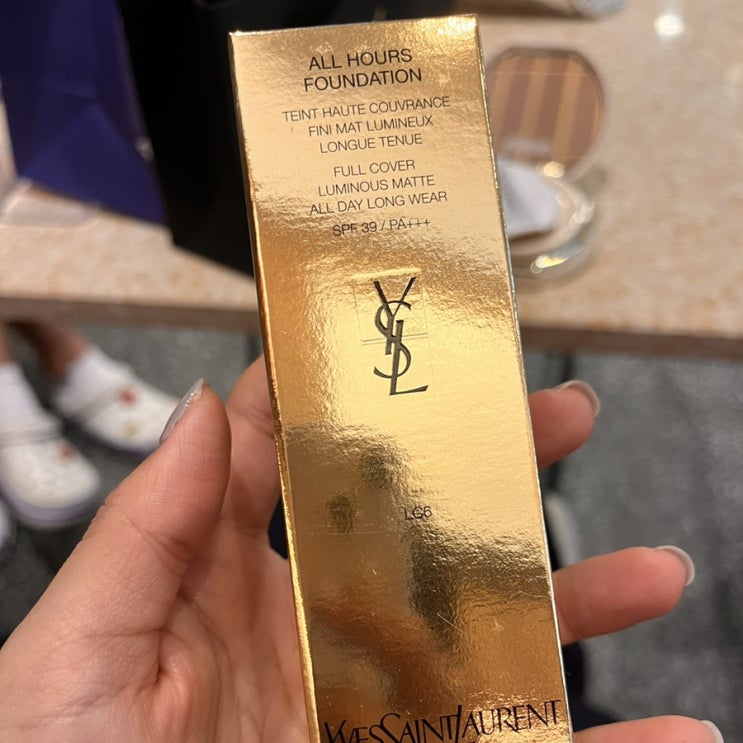 ALL HOURS
FOUNDATION
TEINT HAUTE COUVRANCE
FINI MAT LUMINEUX
LONGUE TENUE
FULL COVER
LUMINOUS MATTE
ALL DAY LONG WEAR
SPF 39 / PA+++
YSL
LC6
YVESSAINTLAURENT